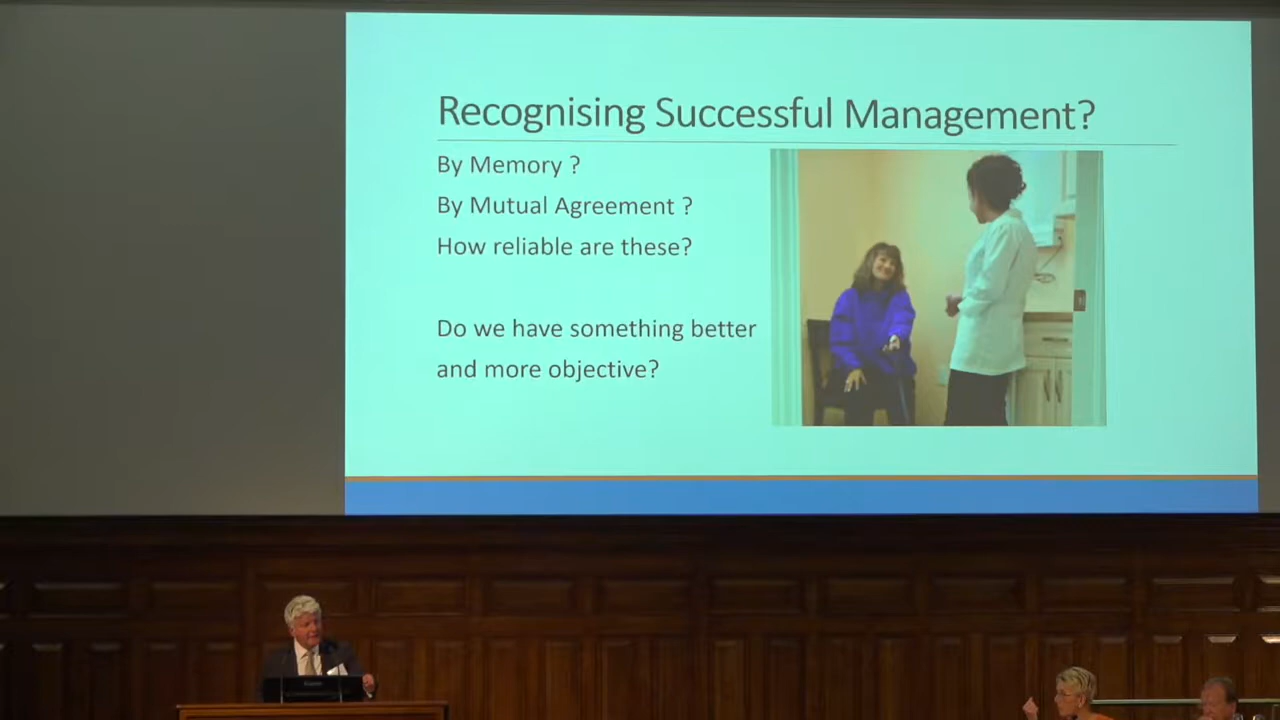 Recognising Successful Management?
By Memory ?
By Mutual Agreement ?
How reliable are these?
Do we have something better
and more objective?